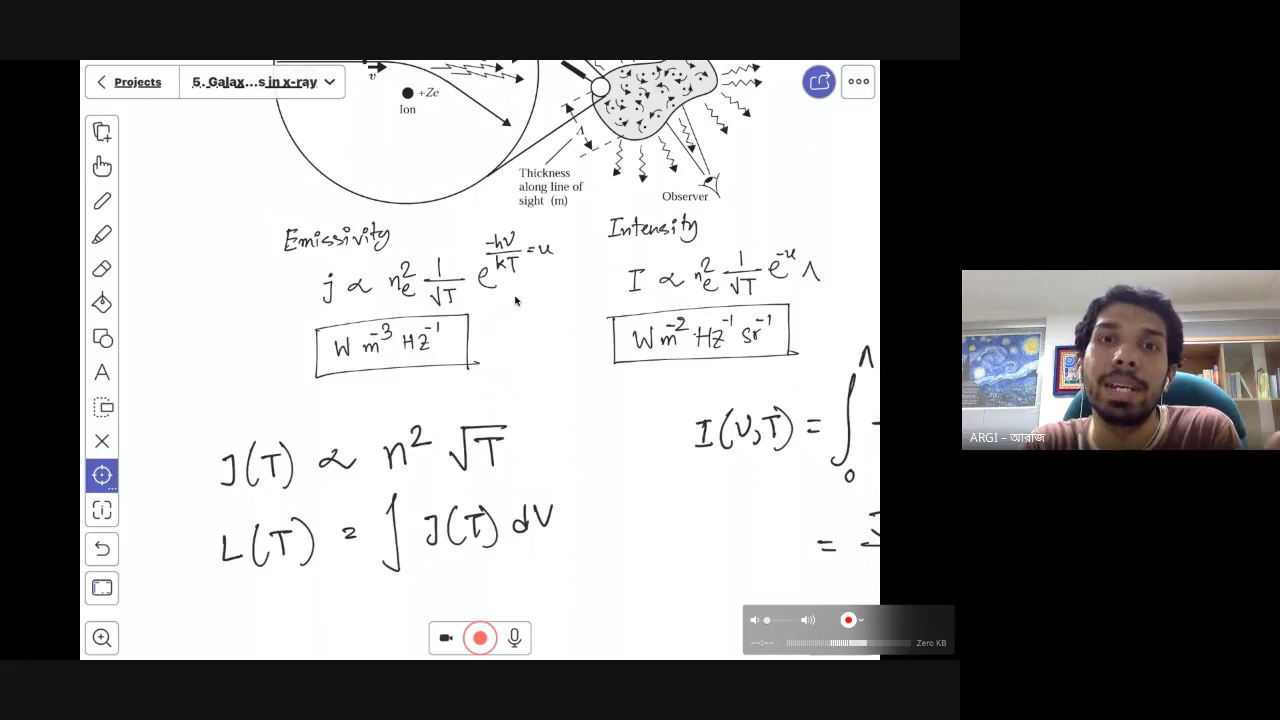 Projects
5. Galax...s in x-ray
v
+Ze
Ion
Λ
Thickness
along line of
sight (m)
Observer
Emissivity
j ∝ n_e^2 1/√T e^(-hν/kT) = u
W m^-3 Hz^-1
Intensity
I ∝ n_e^2 1/√T e^-u Λ
W m^-2 Hz^-1 sr^-1
J(T) ∝ n^2 √T
L(T) = ∫ J(T) dV
I(ν,T) = ∫_0^Λ
=
A
ARGI – আরজি
--:--
Zero KB